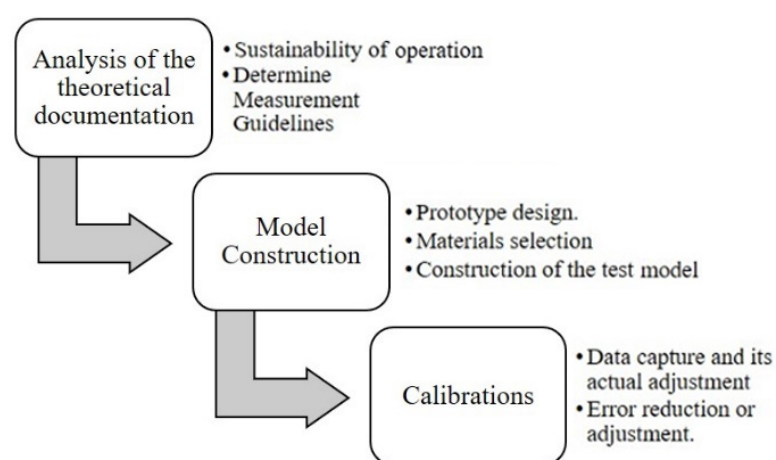 Analysis of the
theoretical
documentation
• Sustainability of operation
• Determine
Measurement
Guidelines
Model
Construction
• Prototype design.
• Materials selection
• Construction of the test model
Calibrations
• Data capture and its
actual adjustment
• Error reduction or
adjustment.